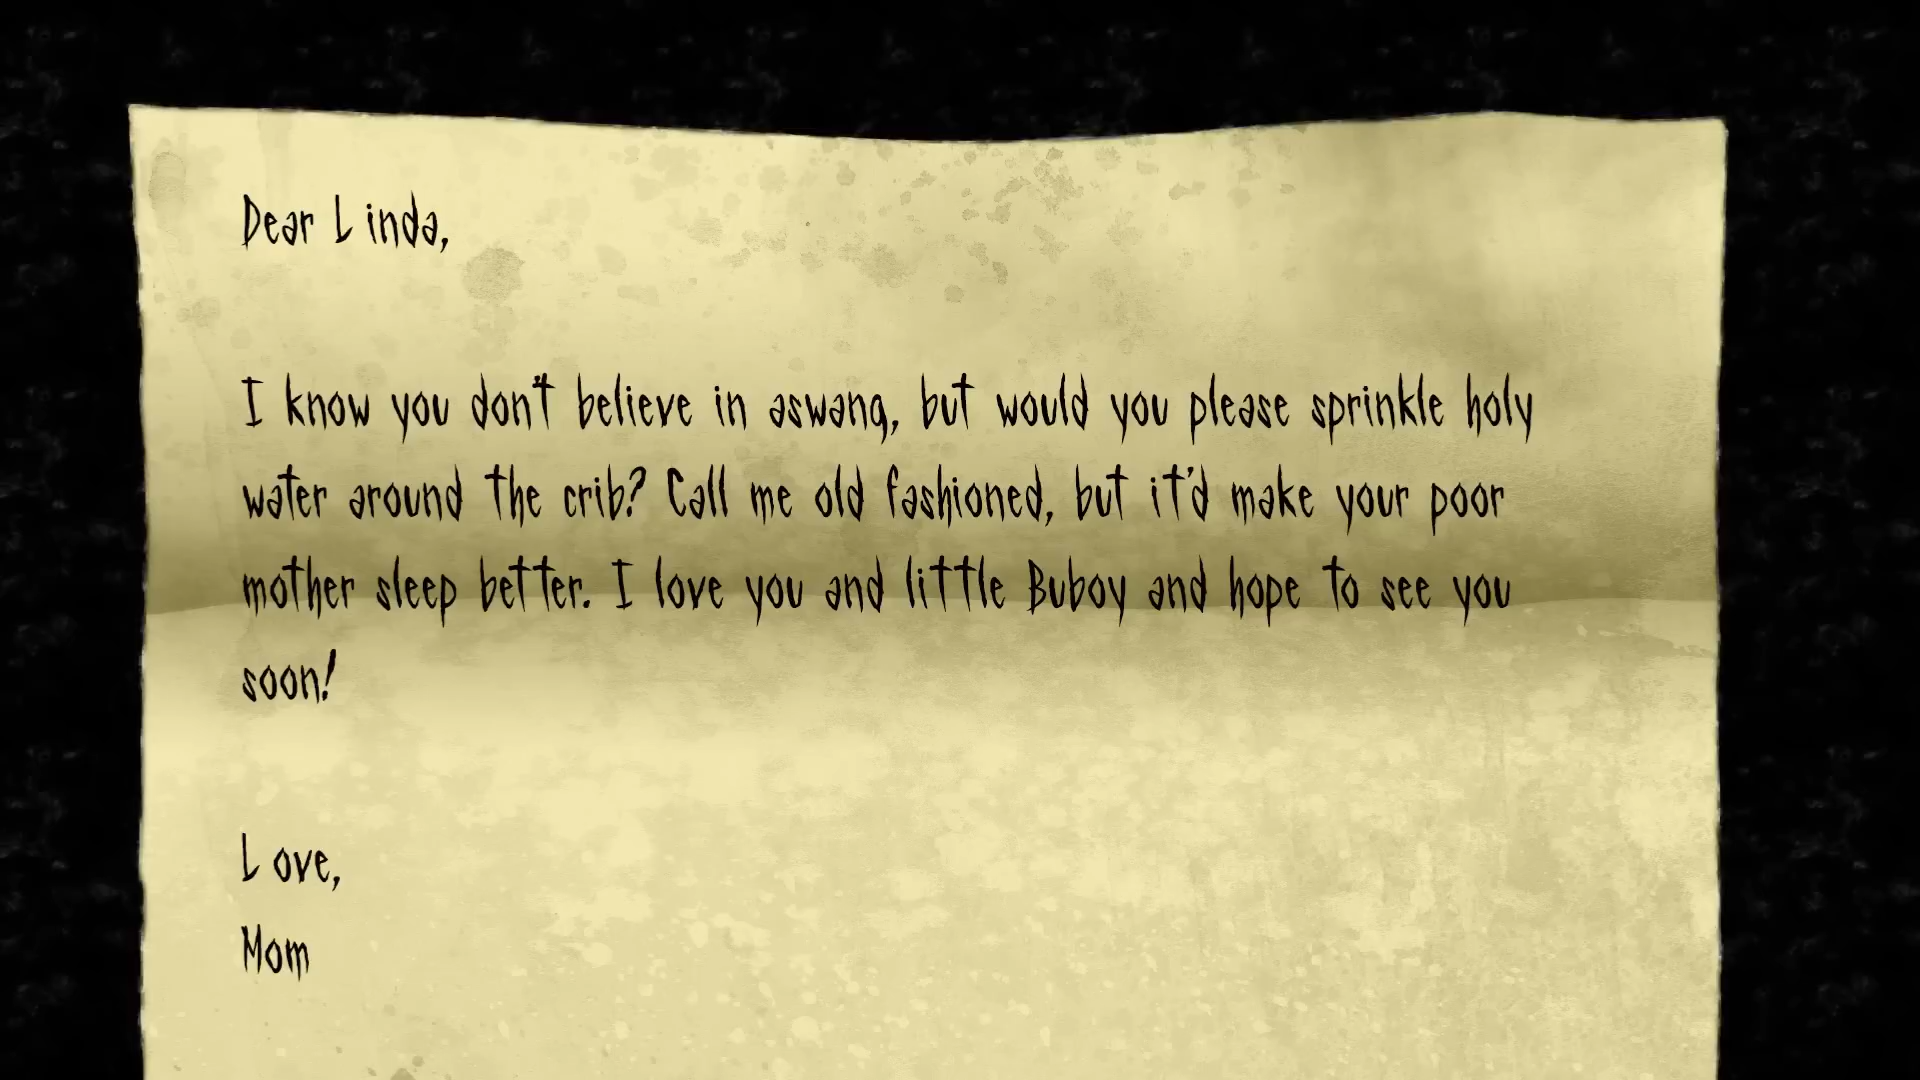 Dear Linda,
I know you don't believe in aswang, but would you please sprinkle holy
water around the crib? Call me old fashioned, but it'd make your poor
mother sleep better. I love you and little Buboy and hope to see you
soon!
Love,
Mom